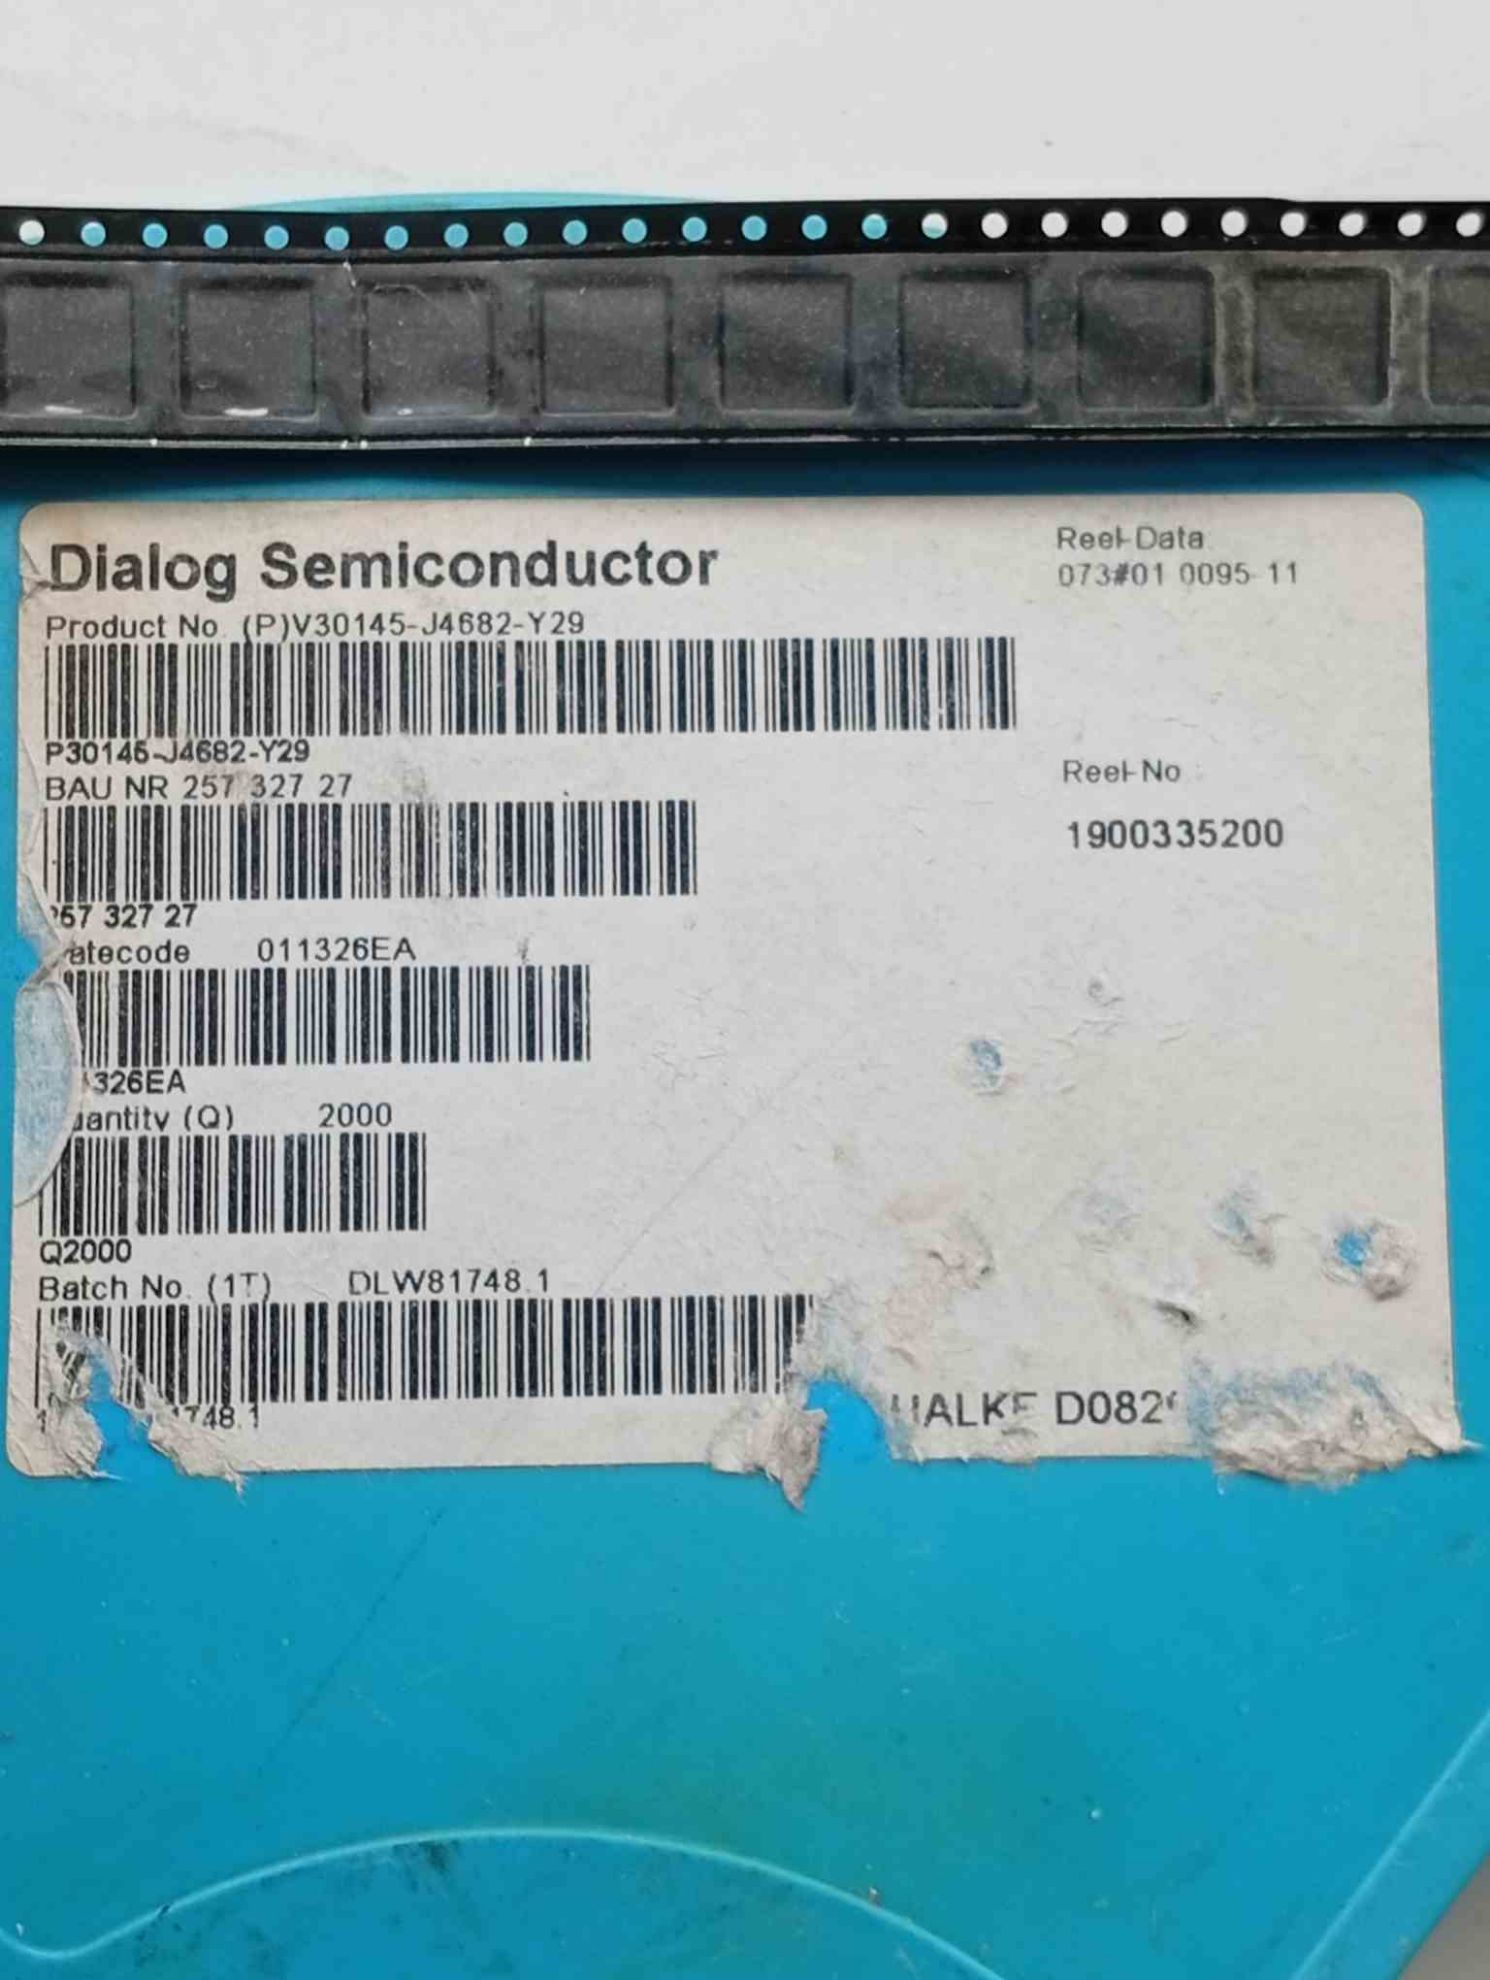 Dialog Semiconductor
Reel-Data
073#01 0095-11
Product No. (P)V30145-J4682-Y29
P30145-J4682-Y29
BAU NR 257 327 27
Reel-No :
1900335200
257 327 27
atecode 011326EA
326EA
uantity (Q) 2000
Q2000
Batch No. (1T) DLW81748.1
1748.1
D082